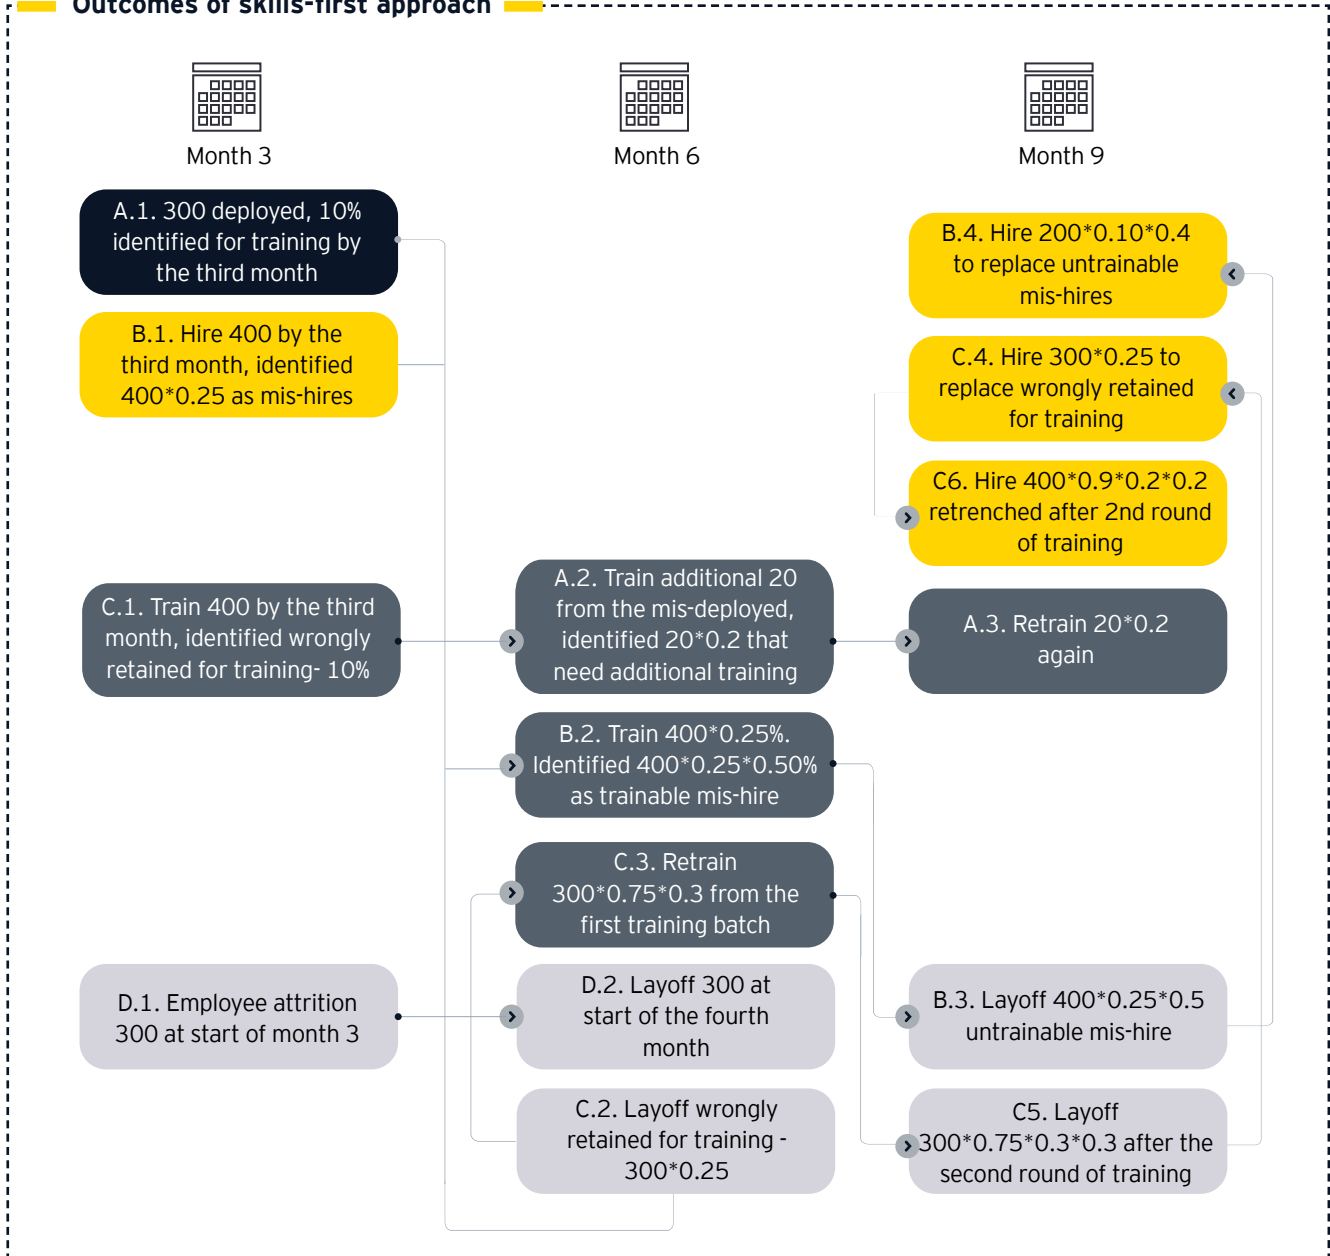 Outcomes of skills-first approach
Month 3
Month 6
Month 9
A.1. 300 deployed, 10%
identified for training by
the third month
B.1. Hire 400 by the
third month, identified
400*0.25 as mis-hires
C.1. Train 400 by the third
month, identified wrongly
retained for training- 10%
D.1. Employee attrition
300 at start of month 3
A.2. Train additional 20
from the mis-deployed,
identified 20*0.2 that
need additional training
B.2. Train 400*0.25%.
Identified 400*0.25*0.50%
as trainable mis-hire
C.3. Retrain
300*0.75*0.3 from the
first training batch
D.2. Layoff 300 at
start of the fourth
month
C.2. Layoff wrongly
retained for training -
300*0.25
B.4. Hire 200*0.10*0.4
to replace untrainable
mis-hires
C.4. Hire 300*0.25 to
replace wrongly retained
for training
C6. Hire 400*0.9*0.2*0.2
retrenched after 2nd round
of training
A.3. Retrain 20*0.2
again
B.3. Layoff 400*0.25*0.5
untrainable mis-hire
C5. Layoff
300*0.75*0.3*0.3 after the
second round of training